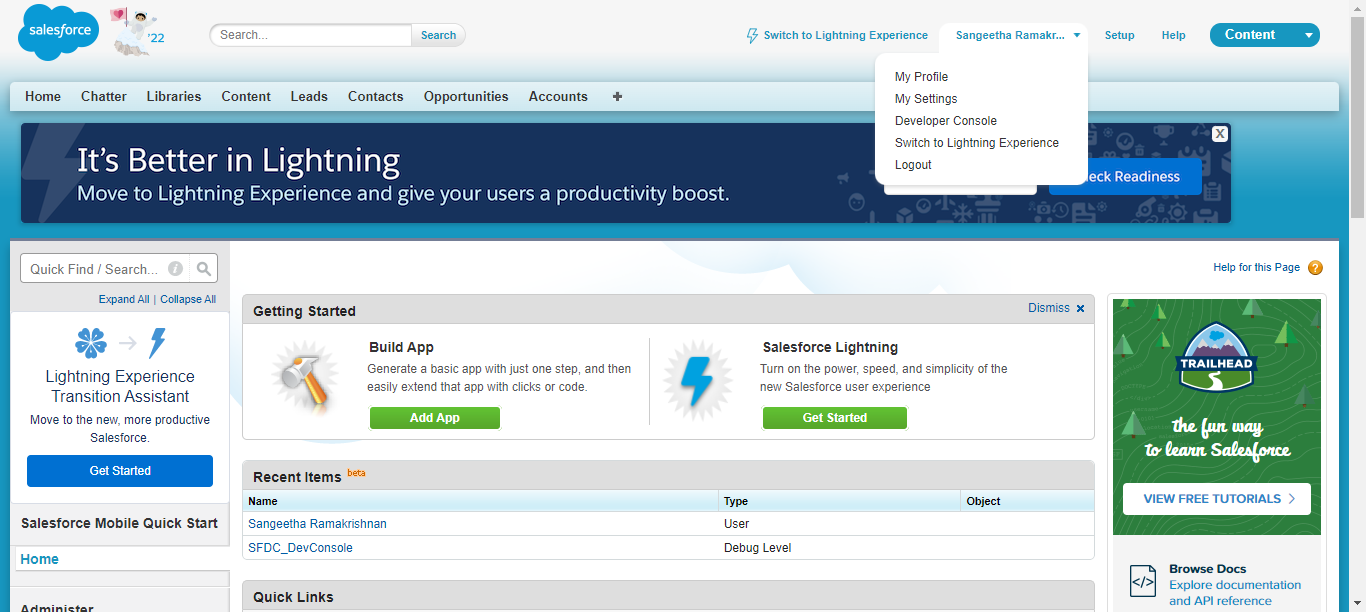 salesforce
'22
Search...
Search
Switch to Lightning Experience
Sangeetha Ramakr...
Setup
Help
Content
My Profile
My Settings
Developer Console
Switch to Lightning Experience
Logout
Home
Chatter
Libraries
Content
Leads
Contacts
Opportunities
Accounts
+
It's Better in Lightning
Move to Lightning Experience and give your users a productivity boost.
X
eck Readiness
Quick Find / Search...
i
Expand All | Collapse All
Help for this Page
?
Lightning Experience
Transition Assistant
Move to the new, more productive
Salesforce.
Get Started
Salesforce Mobile Quick Start
Home
Administer
Getting Started
Dismiss x
Build App
Generate a basic app with just one step, and then
easily extend that app with clicks or code.
Add App
Salesforce Lightning
Turn on the power, speed, and simplicity of the
new Salesforce user experience
Get Started
Recent Items beta
Name Type Object
Sangeetha Ramakrishnan User
SFDC_DevConsole Debug Level
Quick Links
TRAILHEAD
the fun way
to learn Salesforce
VIEW FREE TUTORIALS >
</>
Browse Docs
Explore documentation
and API reference